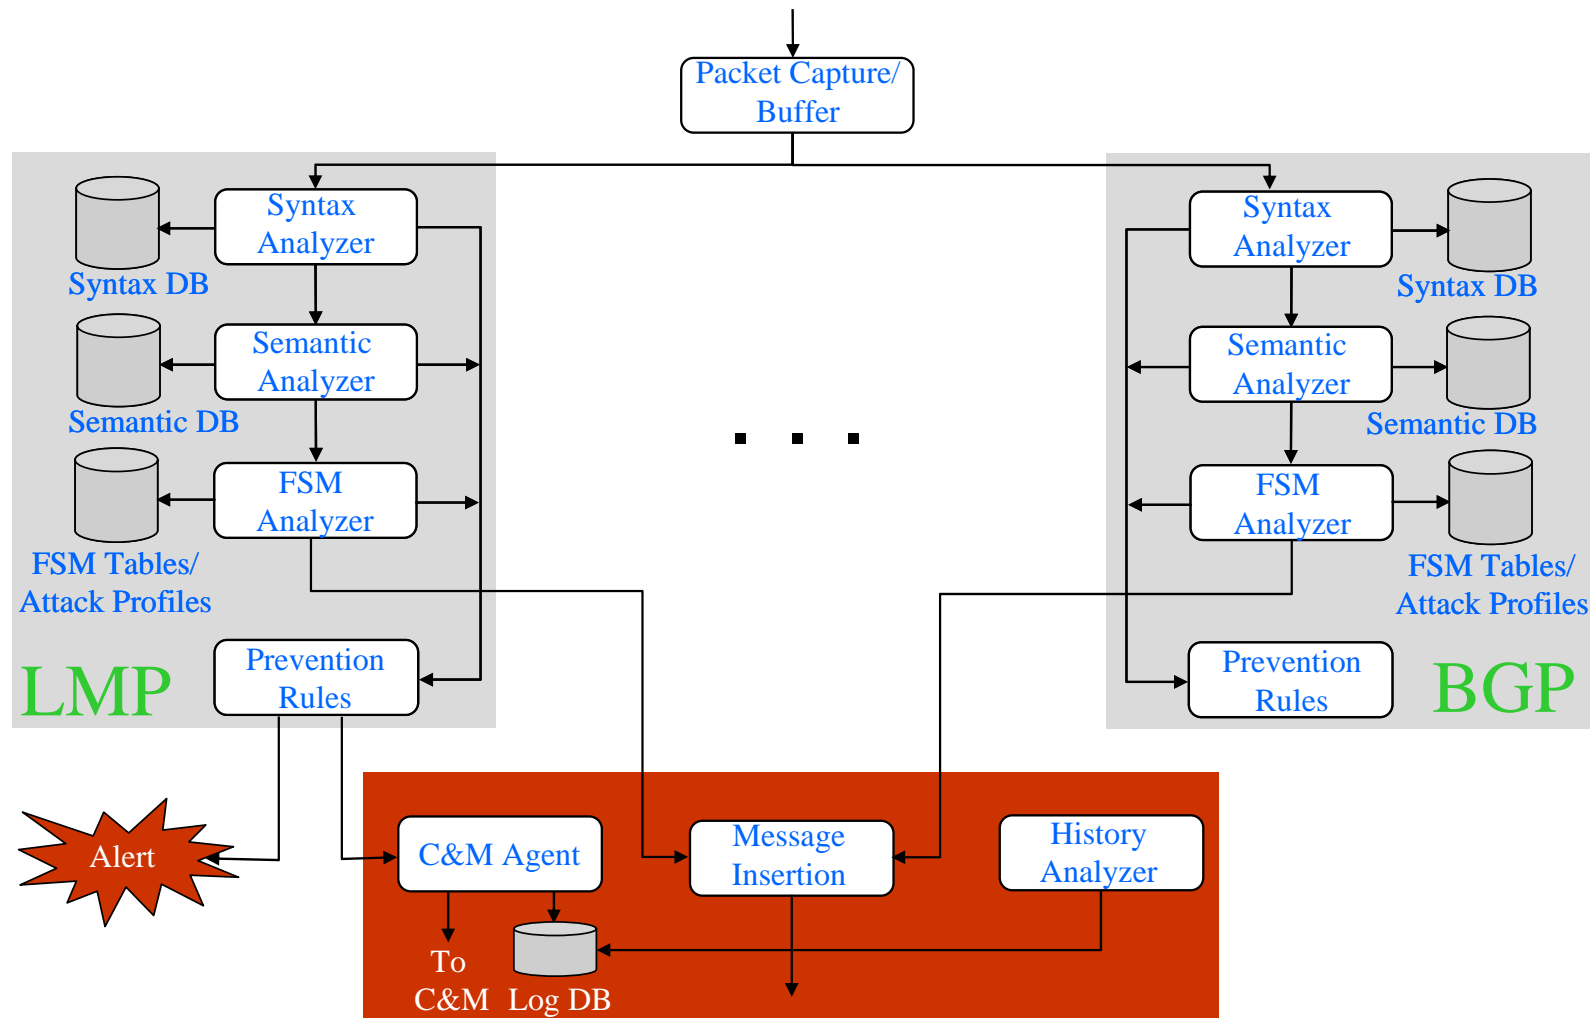 Packet Capture/
Buffer
Syntax
Analyzer
Syntax DB
Semantic
Analyzer
Semantic DB
FSM
Analyzer
FSM Tables/
Attack Profiles
Prevention
Rules
LMP
. . .
Syntax
Analyzer
Syntax DB
Semantic
Analyzer
Semantic DB
FSM
Analyzer
FSM Tables/
Attack Profiles
Prevention
Rules
BGP
Alert
C&M Agent
To
C&M
Log DB
Message
Insertion
History
Analyzer